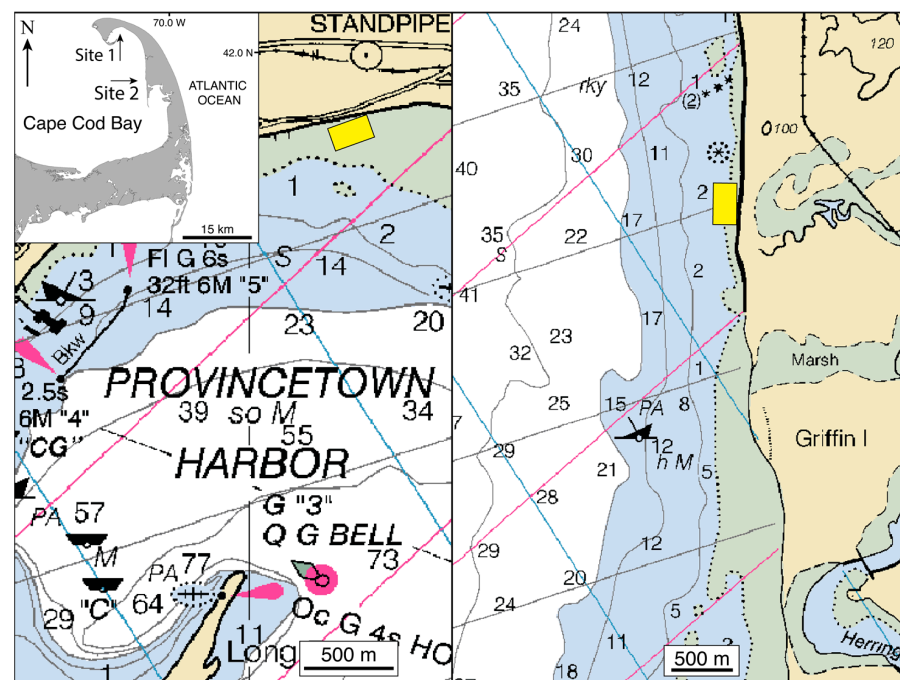 N
70.0 W
Site 1
42.0 N
Site 2
ATLANTIC
OCEAN
Cape Cod Bay
15 km
STANDPIPE
1
2
S
14
Fl G 6s
32ft 6M "5"
3
9
14
Bkw
23
20
2.5s
6M "4"
"CG"
PROVINCETOWN
39
so M
34
55
HARBOR
G "3"
Q G BELL
PA
57
M
73
PA
77
"C"
64
29
Oc G 4s HO
11
Long
1
500 m
24
120
35
rky
12
1
(2)
100
11
30
40
2
17
35
22
S
2
41
17
23
32
Marsh
1
25
15
PA
8
Griffin I
7
29
12
h M
21
5
28
12
29
20
24
5
11
Herring
18
500 m